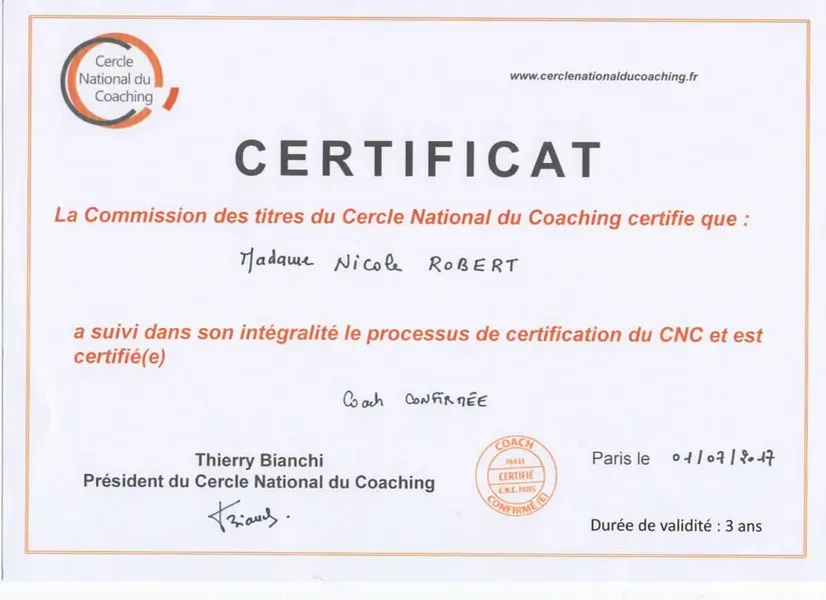 Cercle
National du
Coaching
www.cerclenationalducoaching.fr
CERTIFICAT
La Commission des titres du Cercle National du Coaching certifie que :
Madame Nicole ROBERT
a suivi dans son intégralité le processus de certification du CNC et est
certifié(e)
Coach CONFIRMÉE
Thierry Bianchi
Président du Cercle National du Coaching
COACH
PAR LE
CERTIFIÉ
C.N.C. PARIS
CONFIRMÉ(E)
Paris le 01/07/2017
Durée de validité : 3 ans